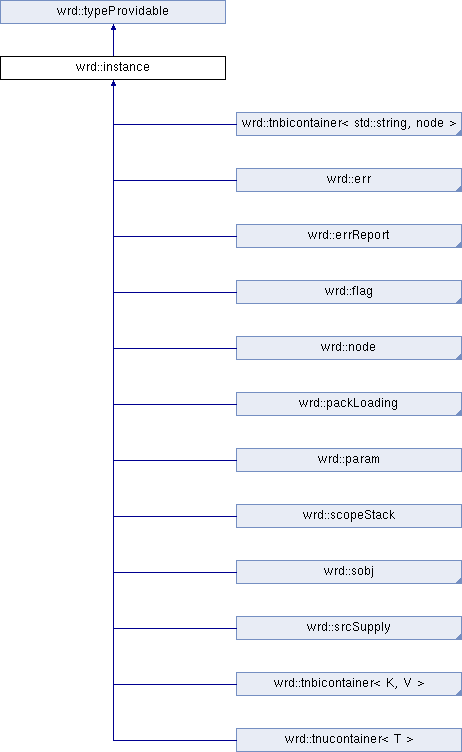 wrd::typeProvidable
wrd::instance
wrd::tnbicontainer< std::string, node >
wrd::err
wrd::errReport
wrd::flag
wrd::node
wrd::packLoading
wrd::param
wrd::scopeStack
wrd::sobj
wrd::srcSupply
wrd::tnbicontainer< K, V >
wrd::tnucontainer< T >